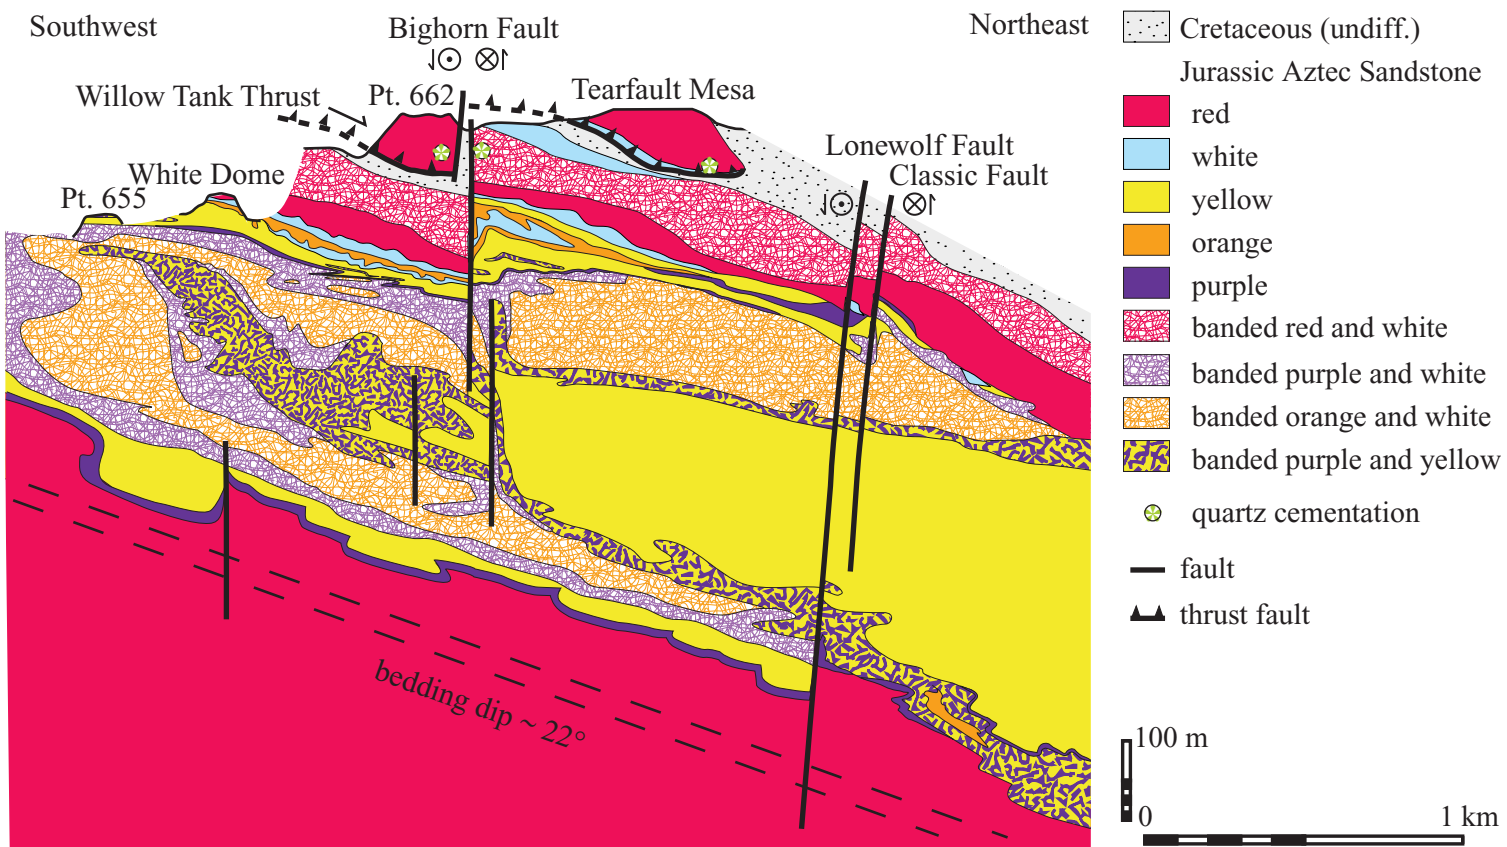 Southwest
Bighorn Fault
Northeast
Willow Tank Thrust
Pt. 662
Tearfault Mesa
White Dome
Pt. 655
Lonewolf Fault
Classic Fault
bedding dip ~ 22°
Cretaceous (undiff.)
Jurassic Aztec Sandstone
red
white
yellow
orange
purple
banded red and white
banded purple and white
banded orange and white
banded purple and yellow
quartz cementation
fault
thrust fault
100 m
0
1 km